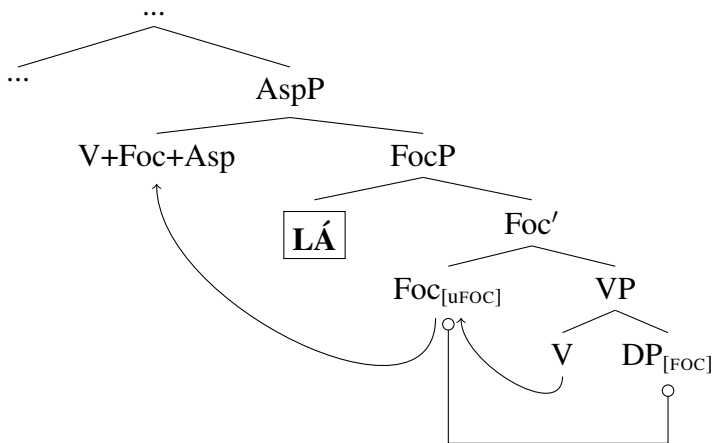 ...
...
AspP
V+Foc+Asp FocP
LÁ Foc′
Foc[uFOC] VP
V DP[FOC]